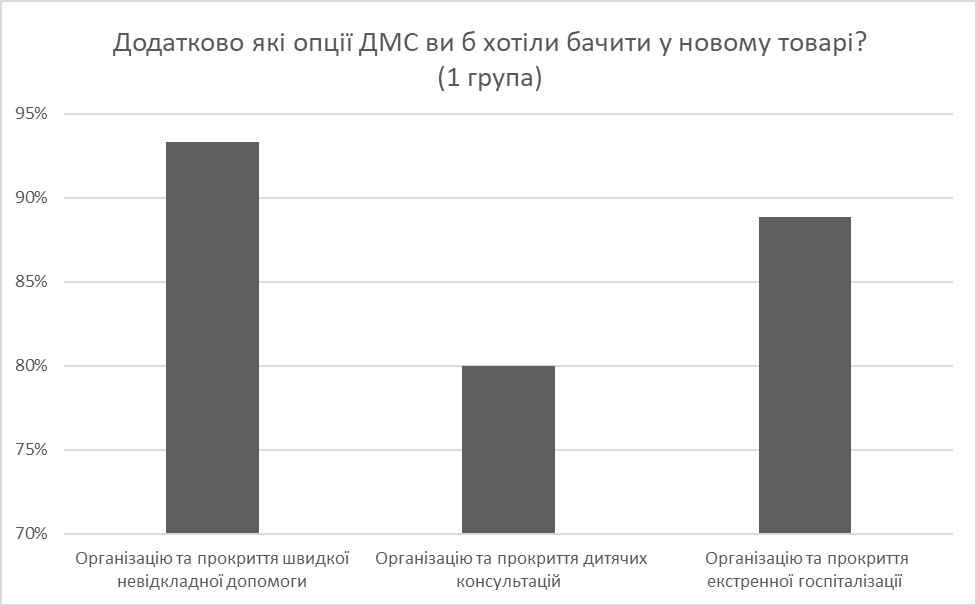 Додатково які опції ДМС ви б хотіли бачити у новому товарі?
(1 група)
95%
90%
85%
80%
75%
70%
Організацію та прокриття швидкої
невідкладної допомоги
Організацію та прокриття дитячих
консультацій
Організацію та прокриття
екстренної госпіталізації